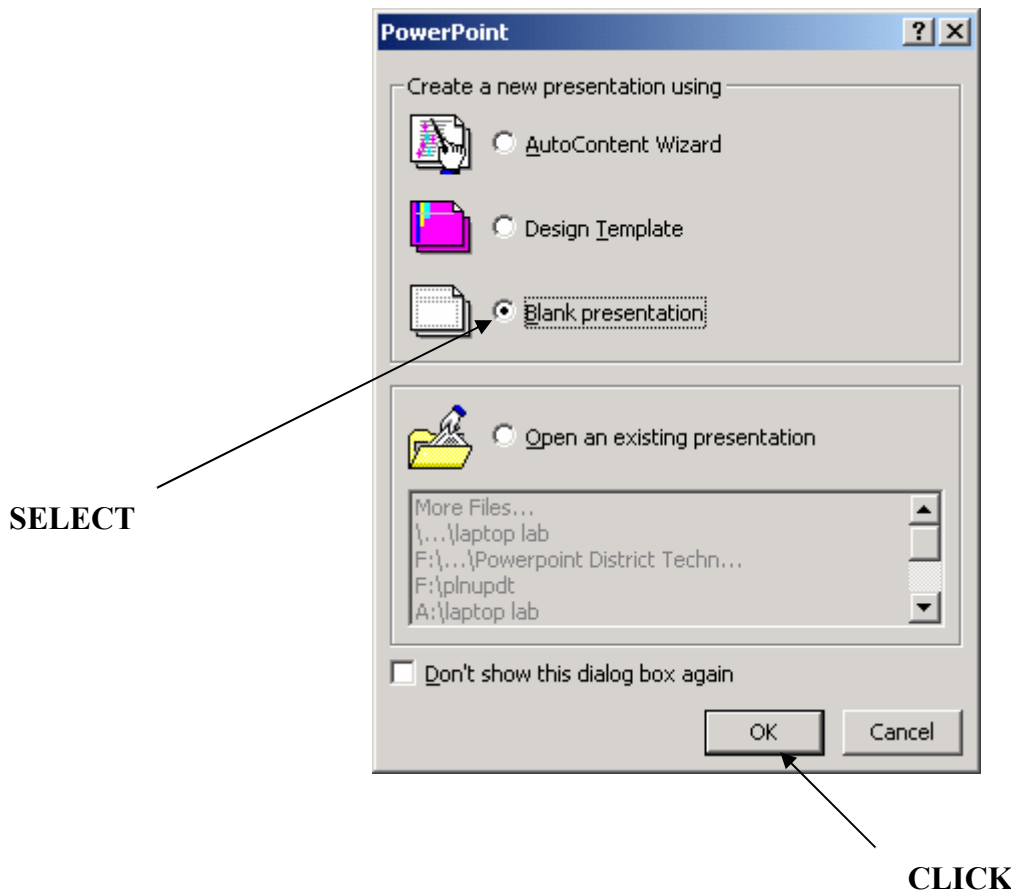 PowerPoint
Create a new presentation using
AutoContent Wizard
Design Template
Blank presentation
Open an existing presentation
SELECT
More Files...
\...\laptop lab
F:\...\Powerpoint District Techn...
F:\plnupdt
A:\laptop lab
Don't show this dialog box again
OK Cancel
CLICK